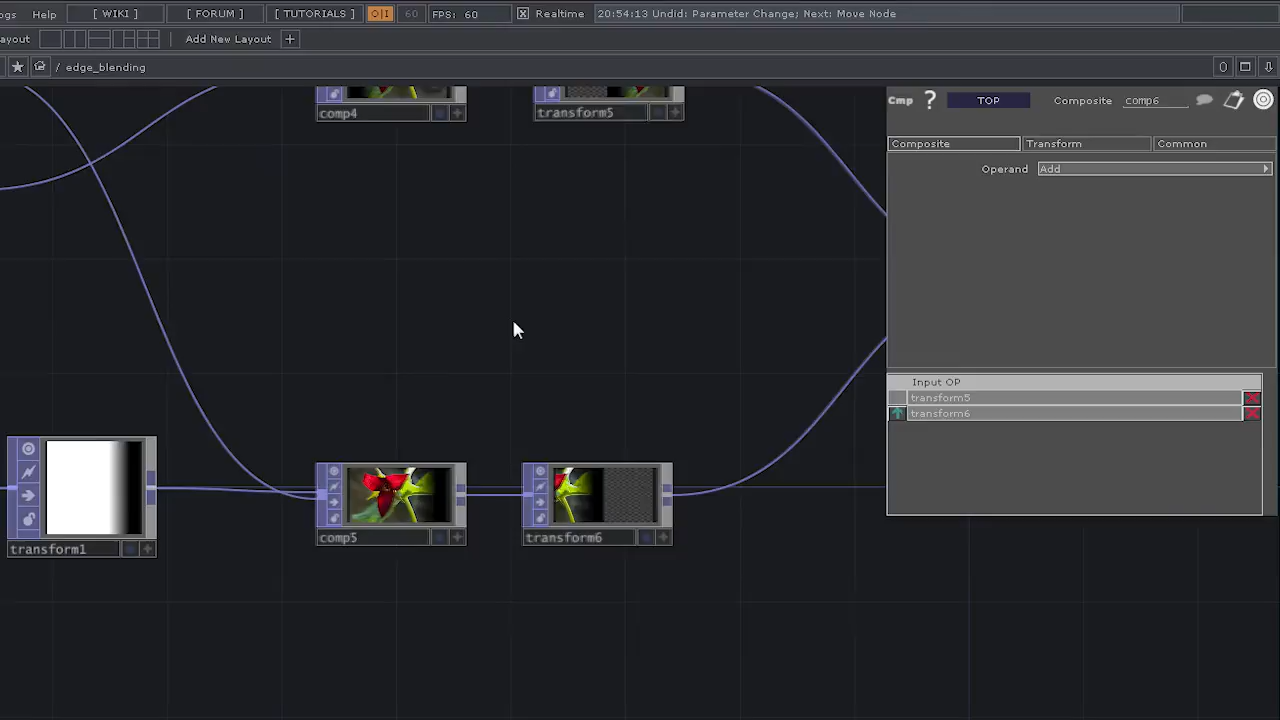 ogs Help [ WIKI ] [ FORUM ] [ TUTORIALS ] O|I 60 FPS: 60 Realtime 20:54:13 Undid: Parameter Change; Next: Move Node
ayout Add New Layout +
/ edge_blending 0
Cmp ? TOP Composite comp6
comp4
transform5
Composite Transform Common
Operand Add
Input OP
transform5
transform6
transform1
comp5
transform6